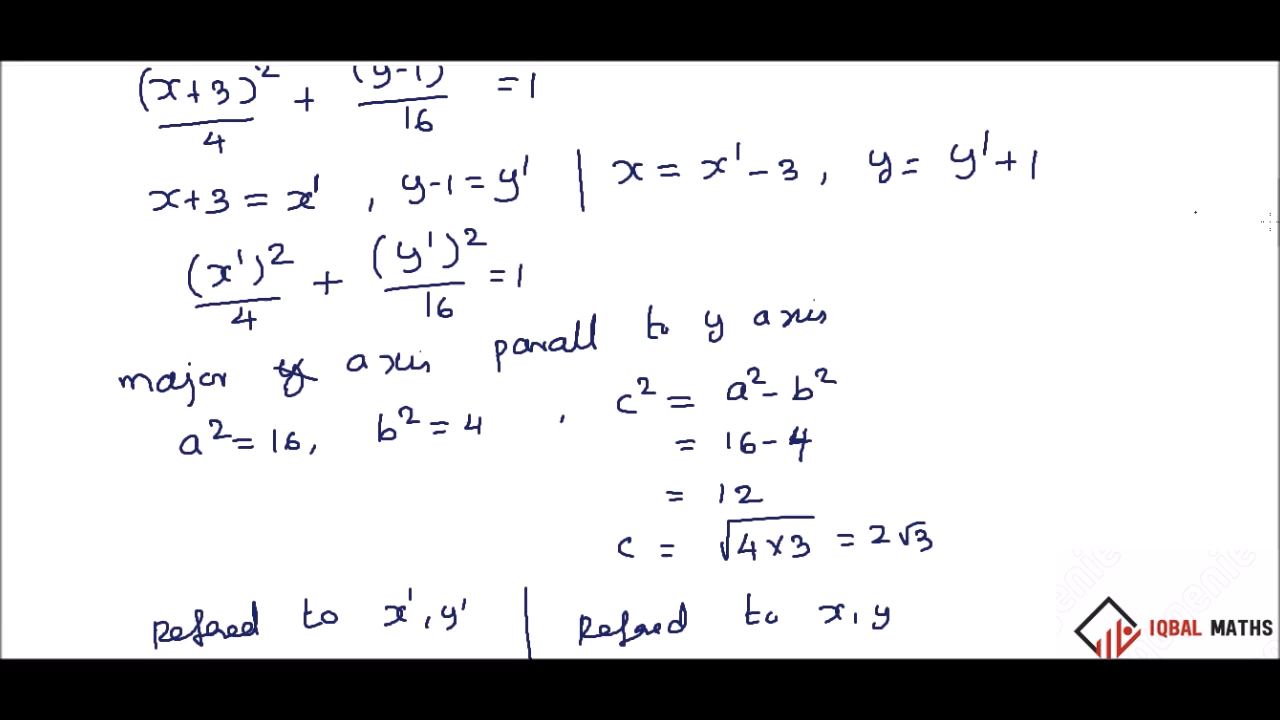 (x+3)²/4 + (y-1)/16 = 1
x+3 = x' , y-1 = y' | x = x' - 3 , y = y' + 1
(x')²/4 + (y')²/16 = 1
major axis parall to y axis
a² = 16, b² = 4 , c² = a² - b²
= 16 - 4
= 12
c = √(4×3) = 2√3
refered to x', y' | refered to x, y
IQBAL MATHS